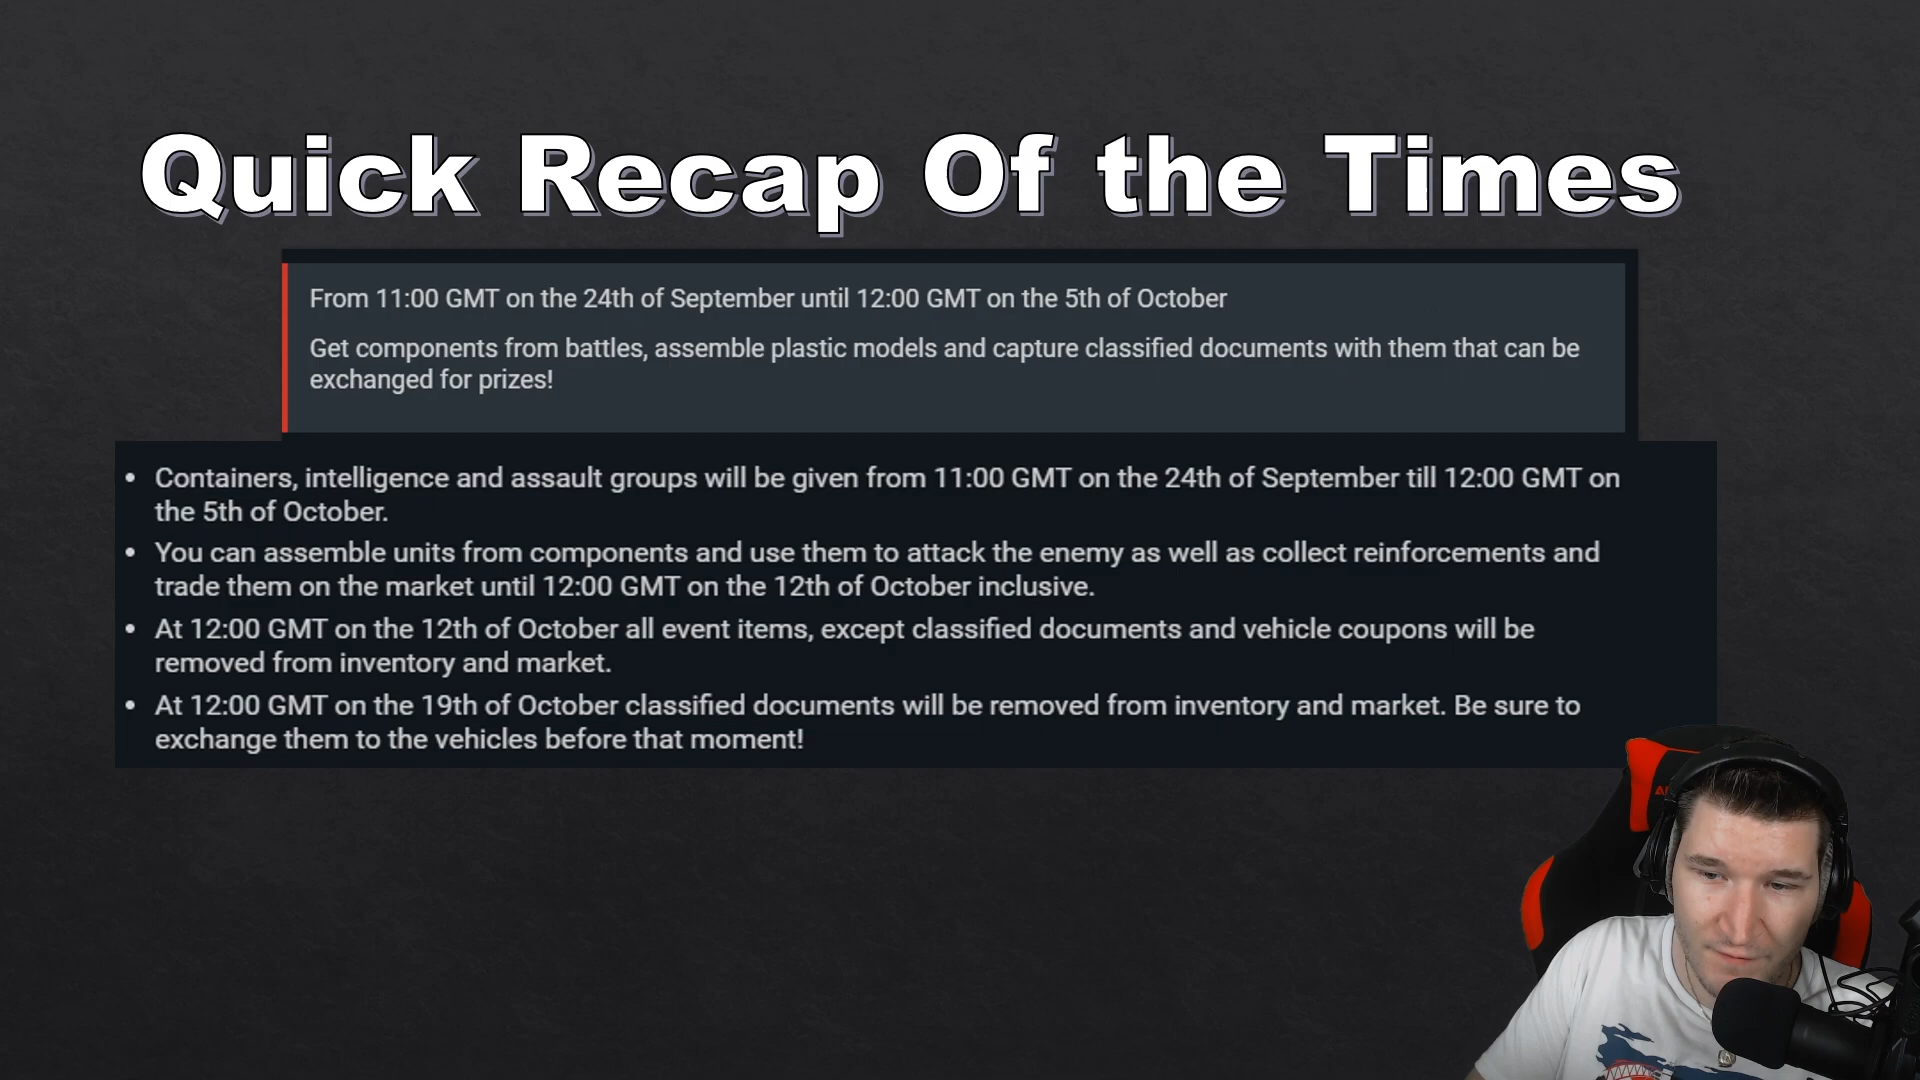 Quick Recap Of the Times
From 11:00 GMT on the 24th of September until 12:00 GMT on the 5th of October
Get components from battles, assemble plastic models and capture classified documents with them that can be
exchanged for prizes!
• Containers, intelligence and assault groups will be given from 11:00 GMT on the 24th of September till 12:00 GMT on
the 5th of October.
• You can assemble units from components and use them to attack the enemy as well as collect reinforcements and
trade them on the market until 12:00 GMT on the 12th of October inclusive.
• At 12:00 GMT on the 12th of October all event items, except classified documents and vehicle coupons will be
removed from inventory and market.
• At 12:00 GMT on the 19th of October classified documents will be removed from inventory and market. Be sure to
exchange them to the vehicles before that moment!